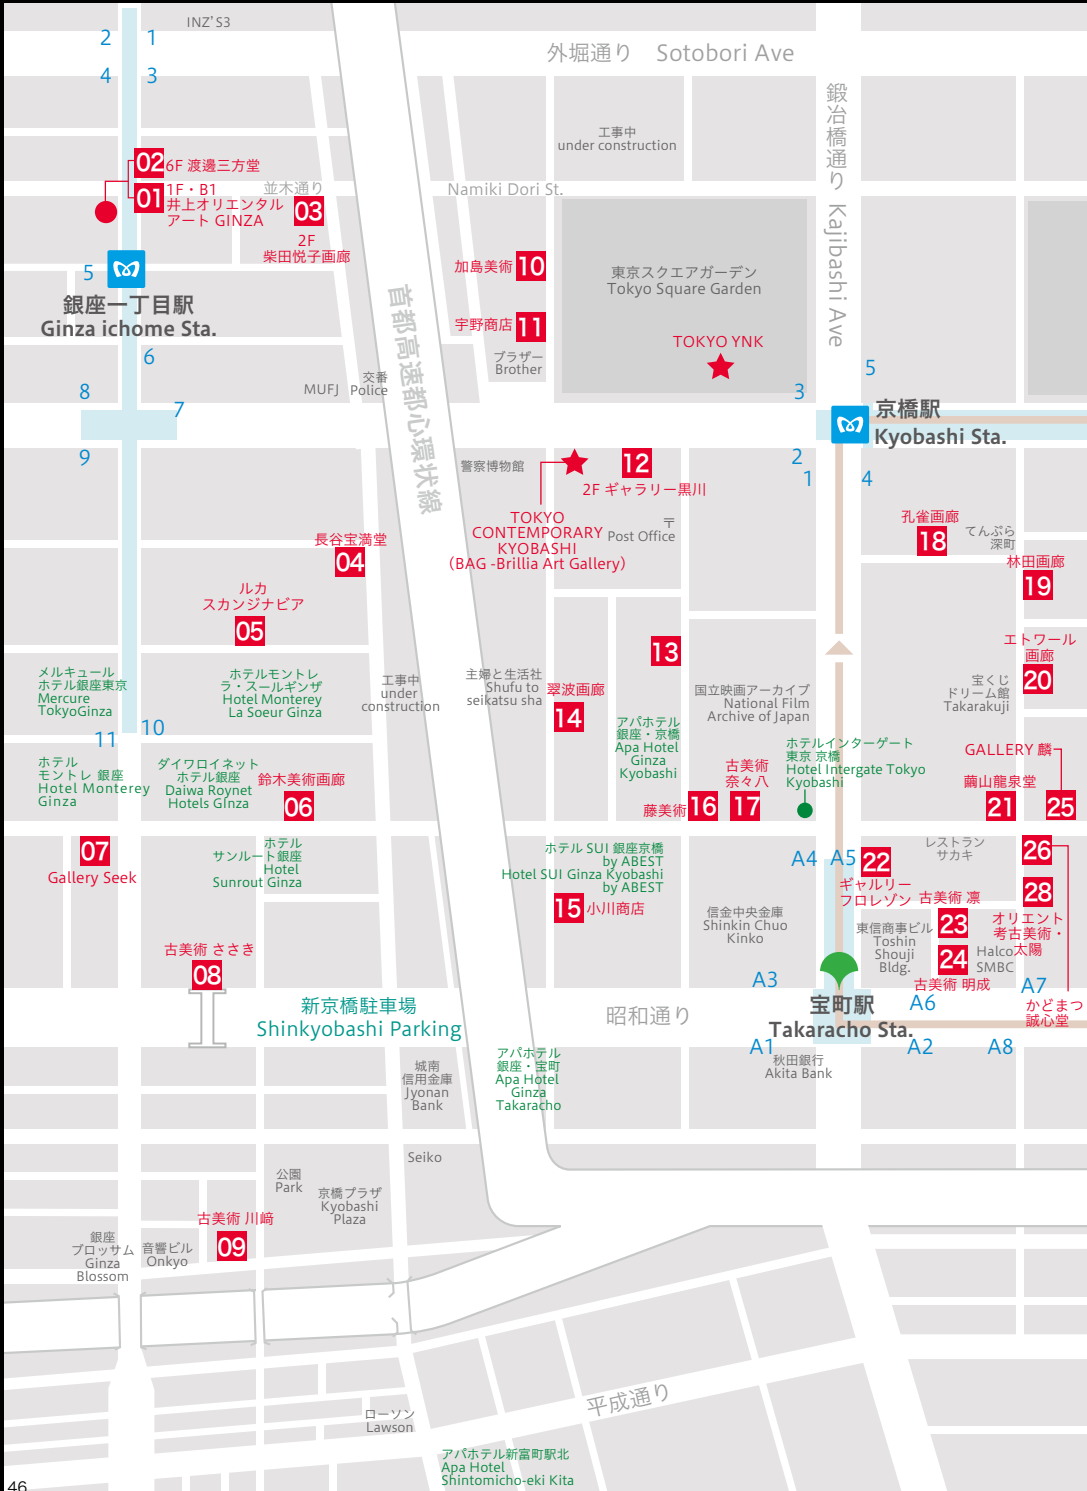 INZ'S3
2
1
4
3
外堀通り Sotobori Ave
鍛冶橋通り Kajibashi Ave
工事中
under construction
02
6F 渡邊三方堂
01
1F・B1
井上オリエンタル
アート GINZA
並木通り
Namiki Dori St.
03
2F
柴田悦子画廊
5
銀座一丁目駅
Ginza ichome Sta.
6
加島美術
10
宇野商店
11
ブラザー
Brother
東京スクエアガーデン
Tokyo Square Garden
TOKYO YNK
首都高速都心環状線
交番
MUFJ
Police
8
7
9
3
5
京橋駅
Kyobashi Sta.
2
1
4
警察博物館
12
2F ギャラリー黒川
TOKYO
CONTEMPORARY
KYOBASHI
(BAG -Brillia Art Gallery)
〒
Post Office
長谷宝満堂
04
孔雀画廊
18
てんぷら
深町
林田画廊
19
ルカ
スカンジナビア
05
13
エトワール
画廊
20
宝くじ
ドリーム館
Takarakuji
メルキュール
ホテル銀座東京
Mercure
TokyoGinza
ホテルモントレ
ラ・スールギンザ
Hotel Monterey
La Soeur Ginza
工事中
under
construction
主婦と生活社
Shufu to
seikatsu sha
翠波画廊
14
国立映画アーカイブ
National Film
Archive of Japan
アパホテル
銀座・京橋
Apa Hotel
Ginza
Kyobashi
10
11
ホテルインターゲート
東京 京橋
Hotel Intergate Tokyo
Kyobashi
GALLERY 麟
ホテル
モントレ 銀座
Hotel Monterey
Ginza
ダイワロイネット
ホテル銀座
Daiwa Roynet
Hotels GInza
鈴木美術画廊
06
古美術
奈々八
藤美術
16
17
繭山龍泉堂
21
25
07
Gallery Seek
ホテル
サンルート銀座
Hotel
Sunrout Ginza
ホテル SUI 銀座京橋
by ABEST
Hotel SUI Ginza Kyobashi
by ABEST
15
小川商店
A4
A5
22
ギャルリー
フロレゾン
レストラン
サカキ
26
28
古美術 凛
23
オリエント
考古美術・
太陽
信金中央金庫
Shinkin Chuo
Kinko
東信商事ビル
Toshin
Shouji
Bldg.
24
Halco
SMBC
古美術 明成
古美術 ささき
08
A3
A7
A6
かどまつ
誠心堂
新京橋駐車場
Shinkyobashi Parking
昭和通り
宝町駅
Takaracho Sta.
A1
A2
A8
秋田銀行
Akita Bank
城南
信用金庫
Jyonan
Bank
アパホテル
銀座・宝町
Apa Hotel
Ginza
Takaracho
Seiko
公園
Park
京橋プラザ
Kyobashi
Plaza
古美術 川﨑
09
銀座
ブロッサム
Ginza
Blossom
音響ビル
Onkyo
平成通り
ローソン
Lawson
アパホテル新富町駅北
Apa Hotel
Shintomicho-eki Kita
46